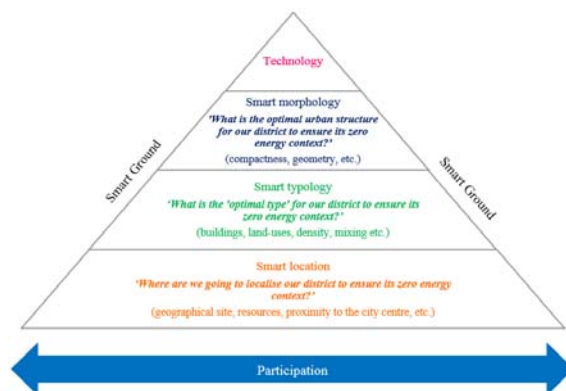 Technology
Smart morphology
'What is the optimal urban structure
for our district to ensure its zero
energy context?'
(compactness, geometry, etc.)
Smart Ground
Smart Ground
Smart typology
'What is the 'optimal type' for our district to ensure its
zero energy context?'
(buildings, land-uses, density, mixing etc.)
Smart location
'Where are we going to localise our district to ensure its zero energy
context?'
(geographical site, resources, proximity to the city centre, etc.)
Participation